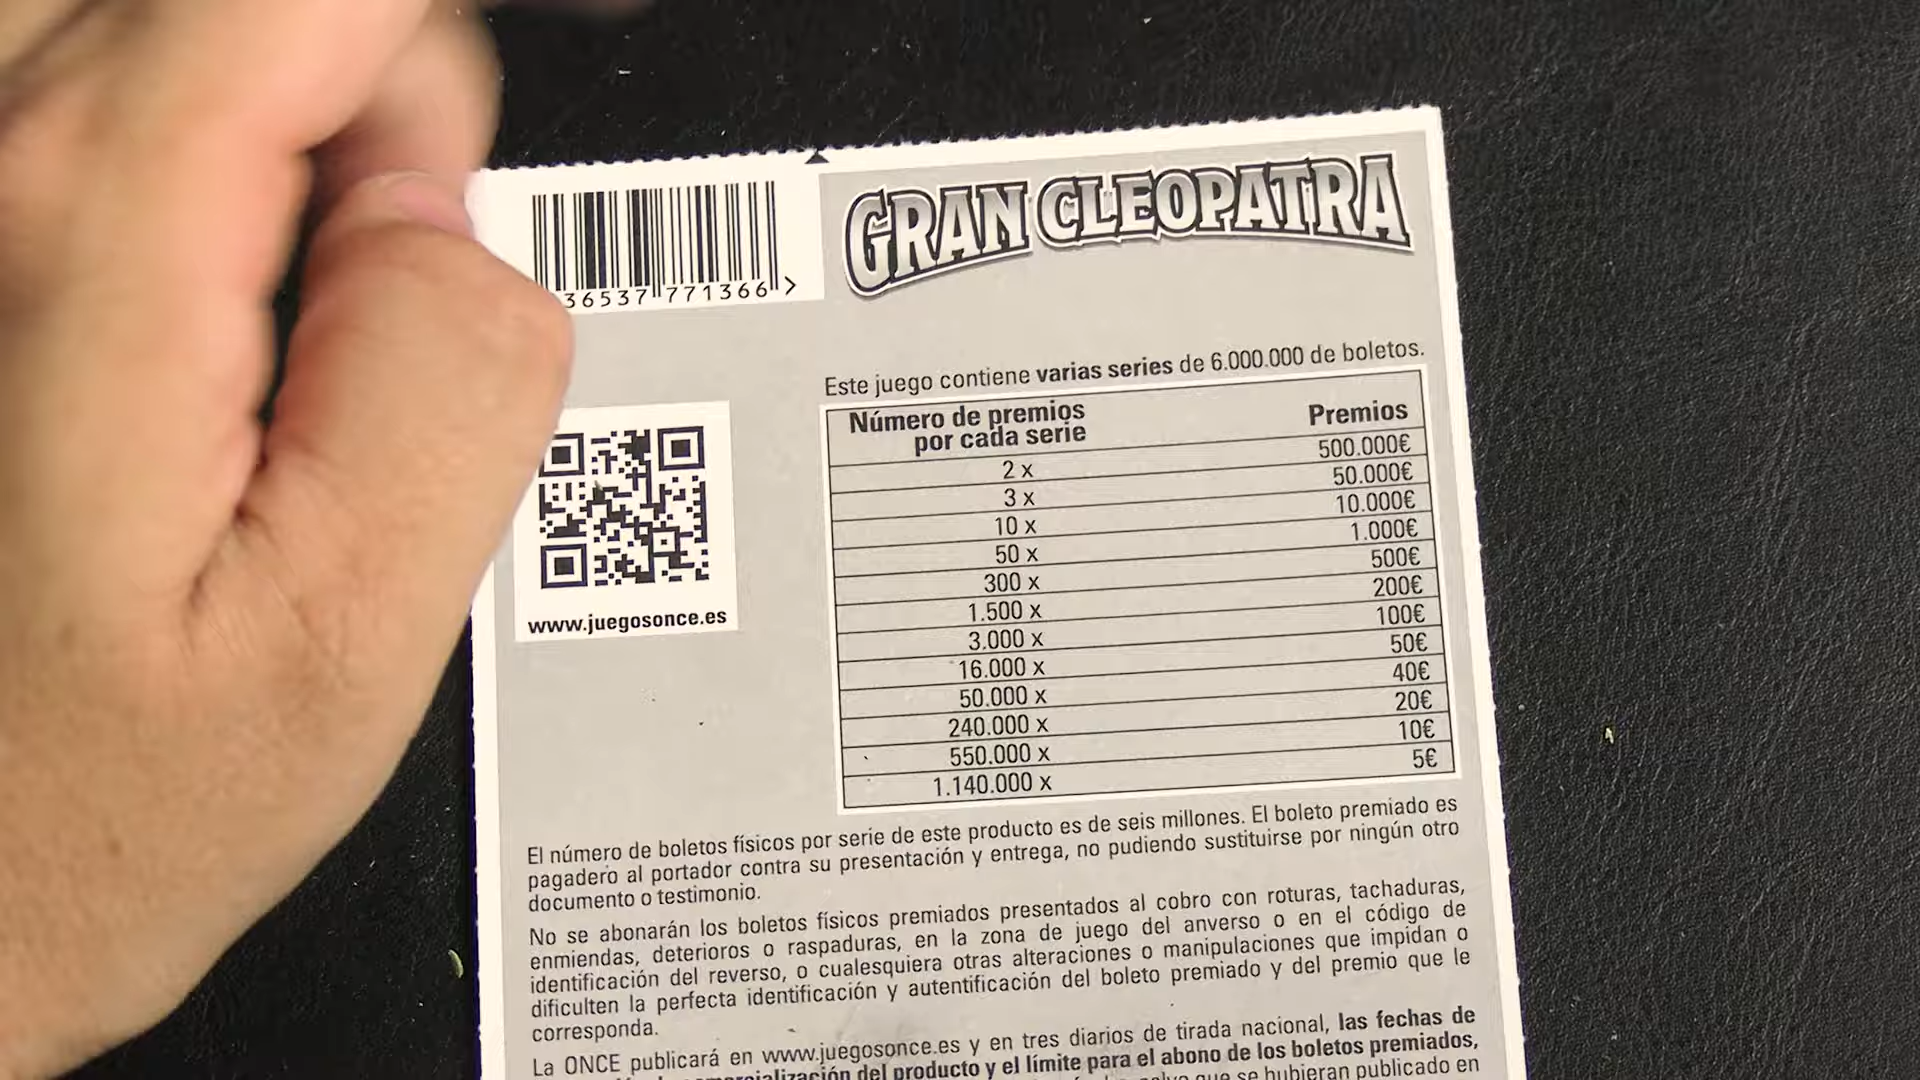 36537 771366 >
GRAN CLEOPATRA
Este juego contiene varias series de 6.000.000 de boletos.
Número de premios por cada serie Premios
2 x 500.000€
3 x 50.000€
10 x 10.000€
50 x 1.000€
300 x 500€
1.500 x 200€
3.000 x 100€
16.000 x 50€
50.000 x 40€
240.000 x 20€
550.000 x 10€
1.140.000 x 5€
www.juegosonce.es
El número de boletos físicos por serie de este producto es de seis millones. El boleto premiado es
pagadero al portador contra su presentación y entrega, no pudiendo sustituirse por ningún otro
documento o testimonio.
No se abonarán los boletos físicos premiados presentados al cobro con roturas, tachaduras,
enmiendas, deterioros o raspaduras, en la zona de juego del anverso o en el código de
identificación del reverso, o cualesquiera otras alteraciones o manipulaciones que impidan o
dificulten la perfecta identificación y autentificación del boleto premiado y del premio que le
corresponda.
La ONCE publicará en www.juegosonce.es y en tres diarios de tirada nacional, las fechas de
del producto y el límite para el abono de los boletos premiados,
que se hubieran publicado en